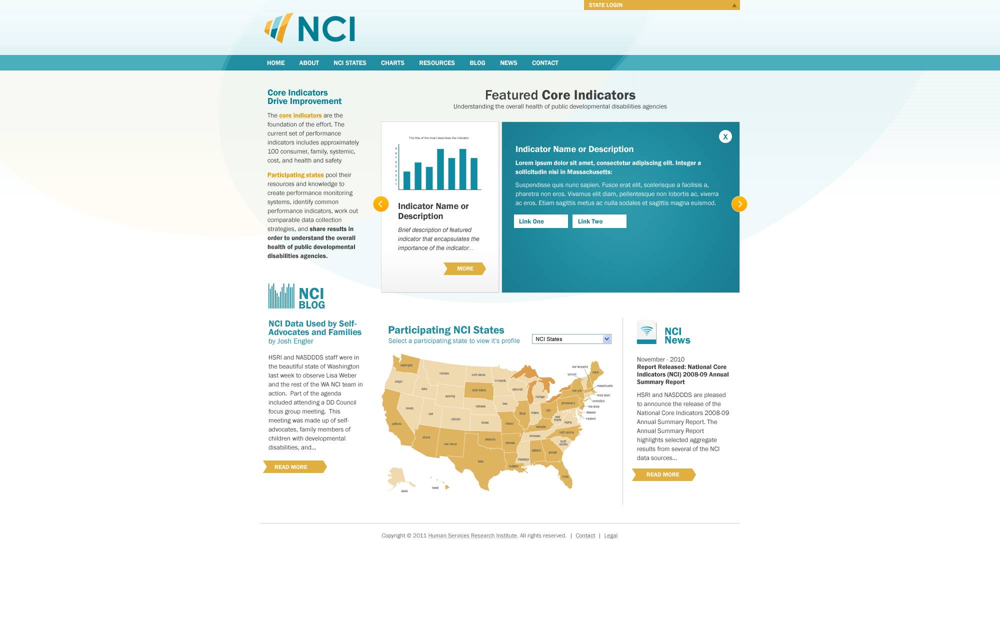 STATE LOGIN
NCI
HOME ABOUT NCI STATES CHARTS RESOURCES BLOG NEWS CONTACT
Core Indicators
Drive Improvement
The core indicators are the
foundation of the effort. The
current set of performance
indicators includes approximately
100 consumer, family, systemic,
cost, and health and safety
Participating states pool their
resources and knowledge to
create performance monitoring
systems, identify common
performance indicators, work out
comparable data collection
strategies, and share results in
order to understand the overall
health of public developmental
disabilities agencies.
Featured Core Indicators
Understanding the overall health of public developmental disabilities agencies
The title of the chart describes the indicator
9
8
7
6
5
4
3
2
1
Indicator Name or
Description
Brief description of featured
indicator that encapsulates the
importance of the indicator...
MORE
X
Indicator Name or Description
Lorem ipsum dolor sit amet, consectetur adipiscing elit. Integer a
sollicitudin nisi in Massachusetts:
Suspendisse quis nunc sapien. Fusce erat elit, scelerisque a facilisis a,
pharetra non eros. Vivamus elit diam, pellentesque non lobortis ac, viverra
ac eros. Etiam sagittis metus ac nulla sodales et sagittis magna euismod.
Link One Link Two
NCI
BLOG
NCI Data Used by Self-
Advocates and Families
by Josh Engler
HSRI and NASDDDS staff were in
the beautiful state of Washington
last week to observe Lisa Weber
and the rest of the WA NCI team in
action.  Part of the agenda
included attending a DD Council
focus group meeting.  This
meeting was made up of self-
advocates, family members of
children with developmental
disabilities, and...
READ MORE
Participating NCI States
Select a participating state to view it's profile
NCI States
washington
montana
north dakota
minnesota
new hampshire
vermont
maine
oregon
idaho
south dakota
wisconsin
massachusetts
wyoming
michigan
new york
rhode island
connecticut
nevada
nebraska
iowa
pennsylvania
new jersey
utah
colorado
illinois
indiana
ohio
delaware
west
virginia
maryland
california
kansas
missouri
kentucky
virginia
arizona
new mexico
oklahoma
arkansas
tennessee
north carolina
south
carolina
texas
louisiana
mississippi
alabama
georgia
florida
alaska
hawaii
NCI
News
November - 2010
Report Released: National Core
Indicators (NCI) 2008-09 Annual
Summary Report
HSRI and NASDDDS are pleased
to announce the release of the
National Core Indicators 2008-09
Annual Summary Report. The
Annual Summary Report
highlights selected aggregate
results from several of the NCI
data sources...
READ MORE
Copyright © 2011 Human Services Research Institute. All rights reserved. | Contact | Legal